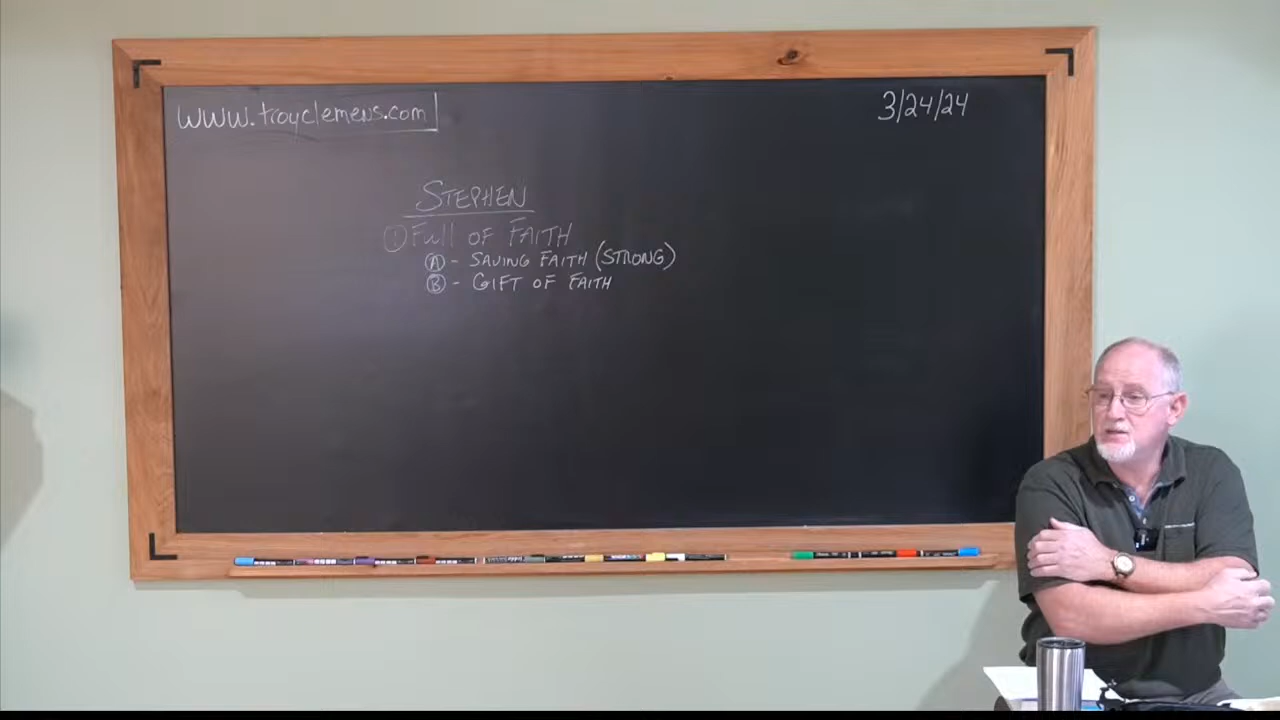 www.troyclemens.com
3/24/24
STEPHEN
① Full OF FAITH
Ⓐ - SAVING FAITH (STRONG)
Ⓑ - GIFT OF FAITH